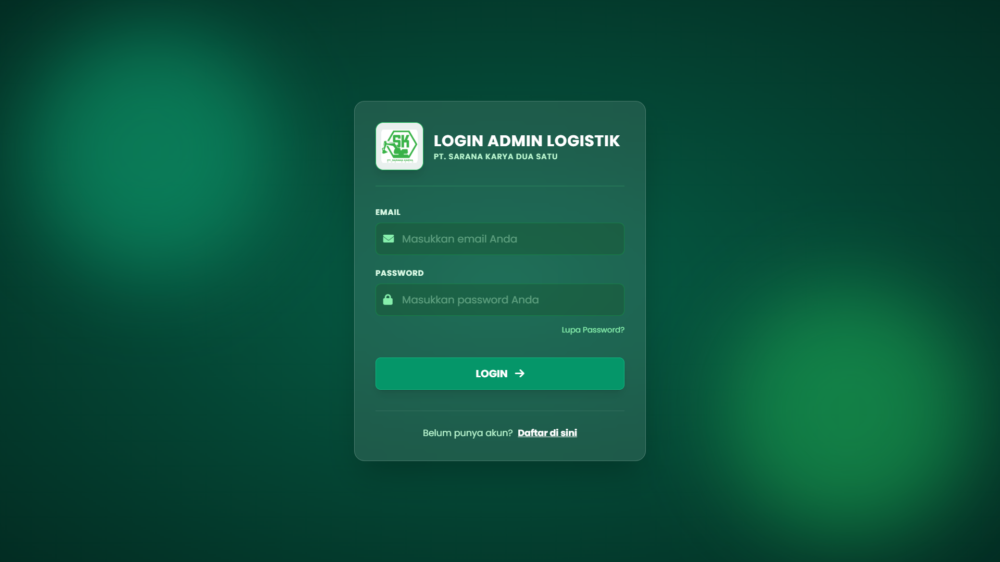 SK
PT. SARANA KARYA
LOGIN ADMIN LOGISTIK
PT. SARANA KARYA DUA SATU
EMAIL
Masukkan email Anda
PASSWORD
Masukkan password Anda
Lupa Password?
LOGIN
Belum punya akun? Daftar di sini